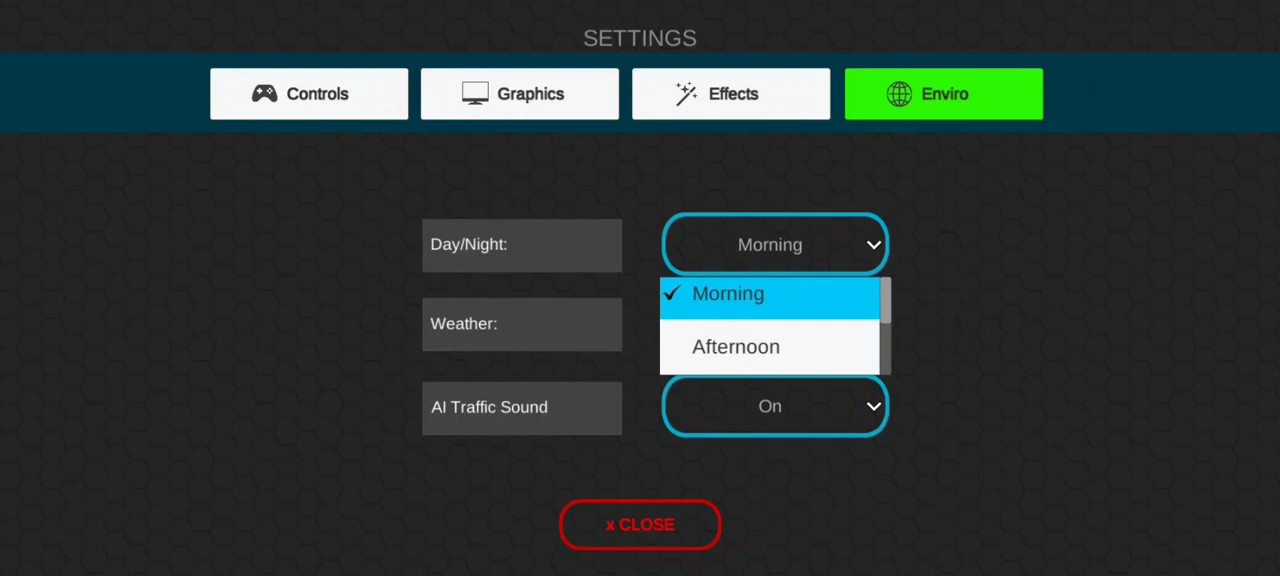 SETTINGS
Controls
Graphics
Effects
Enviro
Day/Night:
Morning
Morning
Afternoon
Weather:
AI Traffic Sound
On
x CLOSE